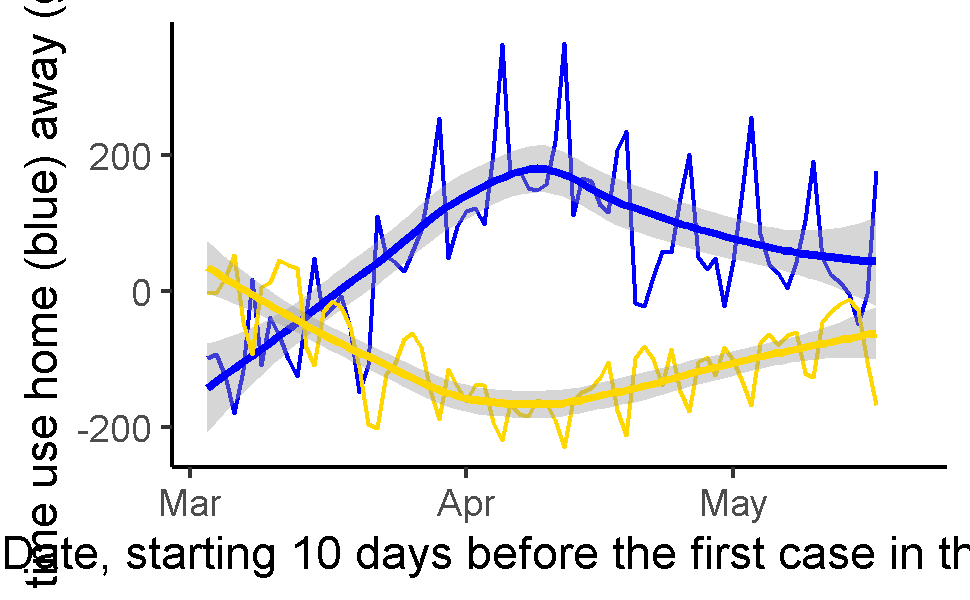 time use home (blue) away (
200
0
-200
Mar Apr May
Date, starting 10 days before the first case in th